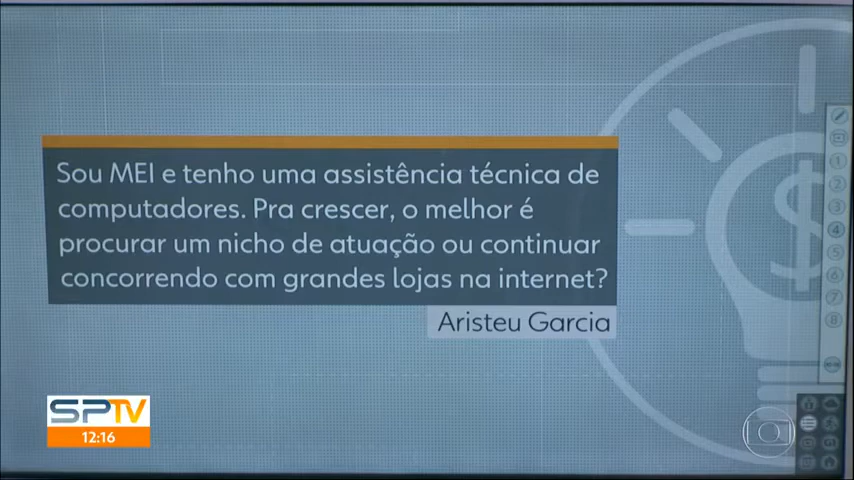 Sou MEI e tenho uma assistência técnica de
computadores. Pra crescer, o melhor é
procurar um nicho de atuação ou continuar
concorrendo com grandes lojas na internet?
Aristeu Garcia
1
2
3
4
5
6
7
8
SPTV
12:16